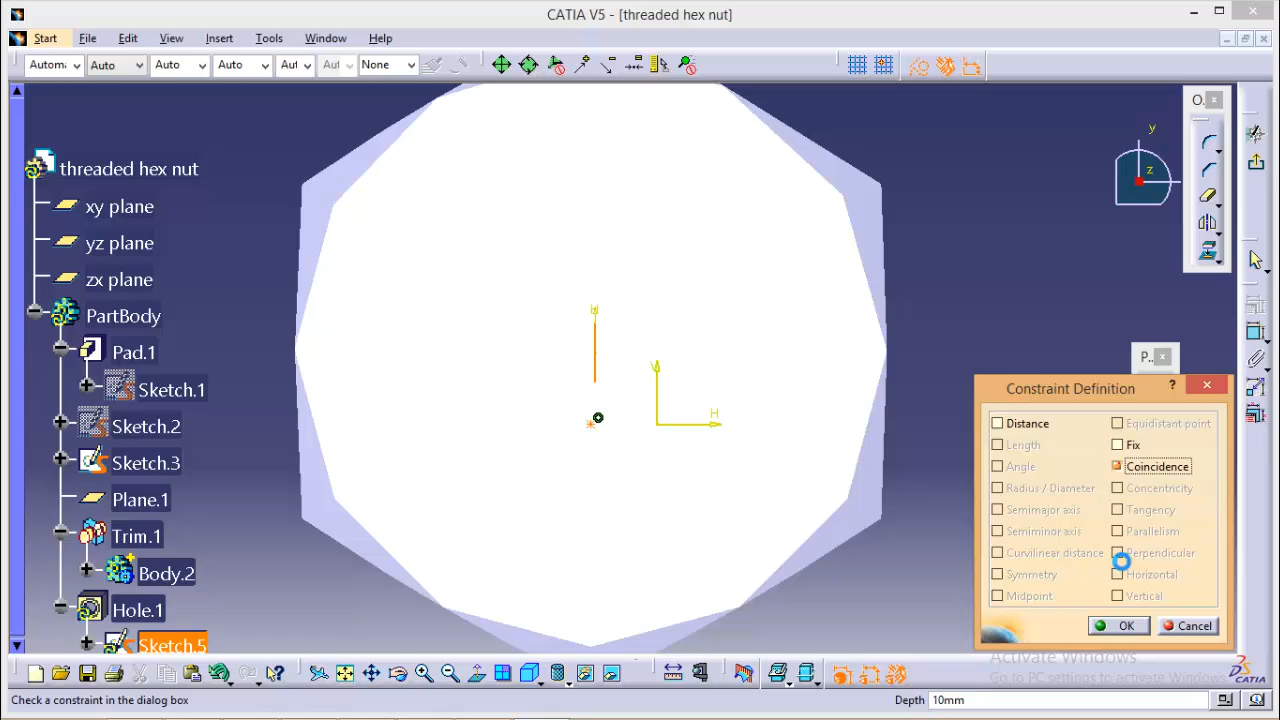 CATIA V5 - [threaded hex nut]
Start File Edit View Insert Tools Window Help
Autom Auto Auto Auto Aut Aut None
O..
y
z
threaded hex nut
xy plane
yz plane
zx plane
PartBody
Pad.1
Sketch.1
Sketch.2
Sketch.3
Plane.1
Trim.1
Body.2
Hole.1
Sketch.5
V
H
P..
Constraint Definition ?
Distance Equidistant point
Length Fix
Angle Coincidence
Radius / Diameter Concentricity
Semimajor axis Tangency
Semiminor axis Parallelism
Curvilinear distance Perpendicular
Symmetry Horizontal
Midpoint Vertical
OK Cancel
Activate Windows
Go to PC settings to activate Windows.
CATIA
Check a constraint in the dialog box Depth 10mm